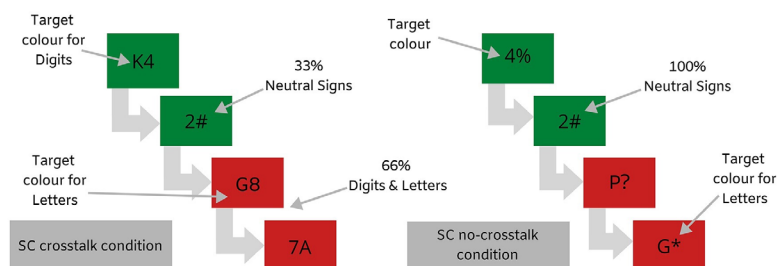 Target
colour for
Digits
K4
33%
Neutral Signs
2#
Target
colour for
Letters
G8
66%
Digits & Letters
7A
SC crosstalk condition
Target
colour
4%
100%
Neutral Signs
2#
P?
Target
colour for
Letters
G*
SC no-crosstalk
condition